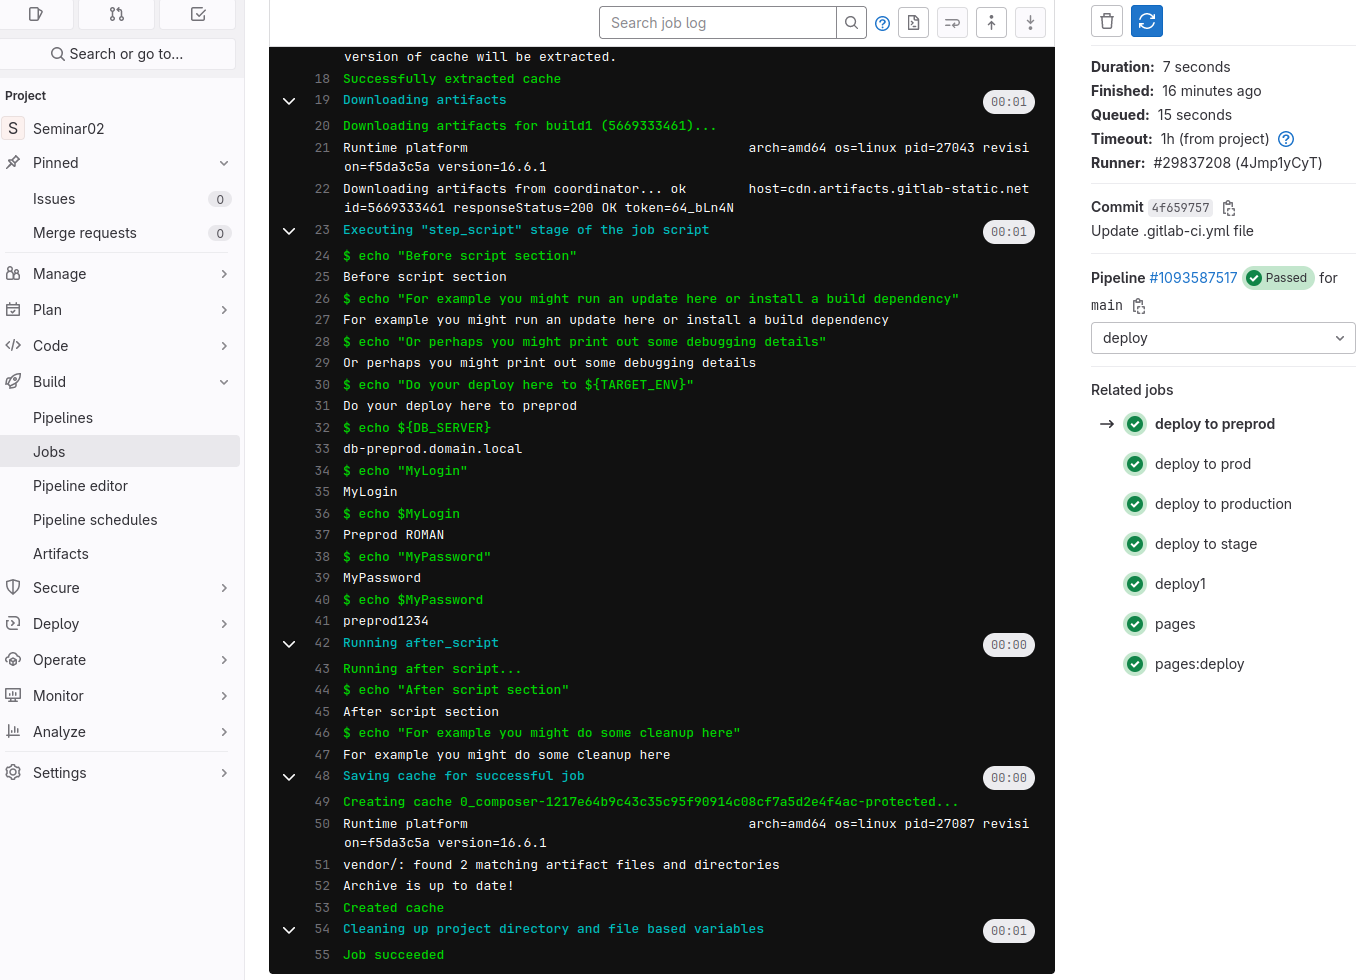 Search or go to...
Project
S Seminar02
Pinned
Issues 0
Merge requests 0
Manage
Plan
Code
Build
Pipelines
Jobs
Pipeline editor
Pipeline schedules
Artifacts
Secure
Deploy
Operate
Monitor
Analyze
Settings
Search job log
version of cache will be extracted.
18 Successfully extracted cache
19 Downloading artifacts 00:01
20 Downloading artifacts for build1 (5669333461)...
21 Runtime platform arch=amd64 os=linux pid=27043 revisi
on=f5da3c5a version=16.6.1
22 Downloading artifacts from coordinator... ok host=cdn.artifacts.gitlab-static.net
id=5669333461 responseStatus=200 OK token=64_bLn4N
23 Executing "step_script" stage of the job script 00:01
24 $ echo "Before script section"
25 Before script section
26 $ echo "For example you might run an update here or install a build dependency"
27 For example you might run an update here or install a build dependency
28 $ echo "Or perhaps you might print out some debugging details"
29 Or perhaps you might print out some debugging details
30 $ echo "Do your deploy here to ${TARGET_ENV}"
31 Do your deploy here to preprod
32 $ echo ${DB_SERVER}
33 db-preprod.domain.local
34 $ echo "MyLogin"
35 MyLogin
36 $ echo $MyLogin
37 Preprod ROMAN
38 $ echo "MyPassword"
39 MyPassword
40 $ echo $MyPassword
41 preprod1234
42 Running after_script 00:00
43 Running after script...
44 $ echo "After script section"
45 After script section
46 $ echo "For example you might do some cleanup here"
47 For example you might do some cleanup here
48 Saving cache for successful job 00:00
49 Creating cache 0_composer-1217e64b9c43c35c95f90914c08cf7a5d2e4f4ac-protected...
50 Runtime platform arch=amd64 os=linux pid=27087 revisi
on=f5da3c5a version=16.6.1
51 vendor/: found 2 matching artifact files and directories
52 Archive is up to date!
53 Created cache
54 Cleaning up project directory and file based variables 00:01
55 Job succeeded
Duration: 7 seconds
Finished: 16 minutes ago
Queued: 15 seconds
Timeout: 1h (from project)
Runner: #29837208 (4Jmp1yCyT)
Commit 4f659757
Update .gitlab-ci.yml file
Pipeline #1093587517 Passed for
main
deploy
Related jobs
deploy to preprod
deploy to prod
deploy to production
deploy to stage
deploy1
pages
pages:deploy